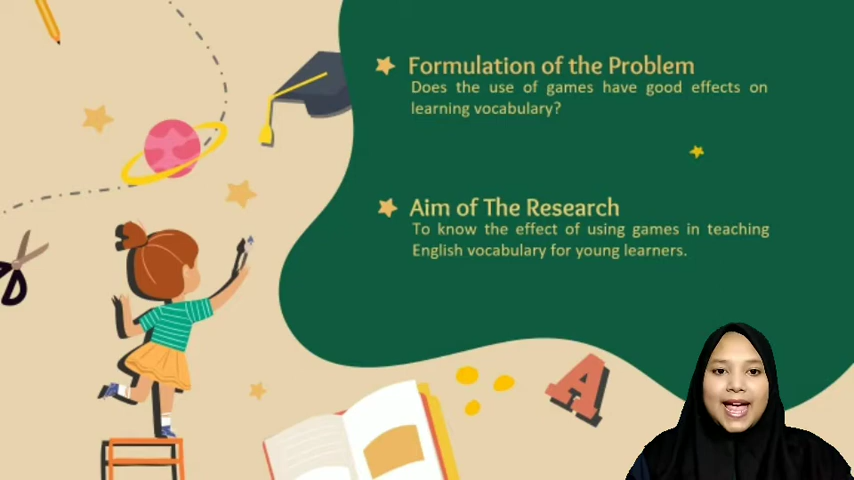 Formulation of the Problem
Does the use of games have good effects on
learning vocabulary?
Aim of The Research
To know the effect of using games in teaching
English vocabulary for young learners.
A